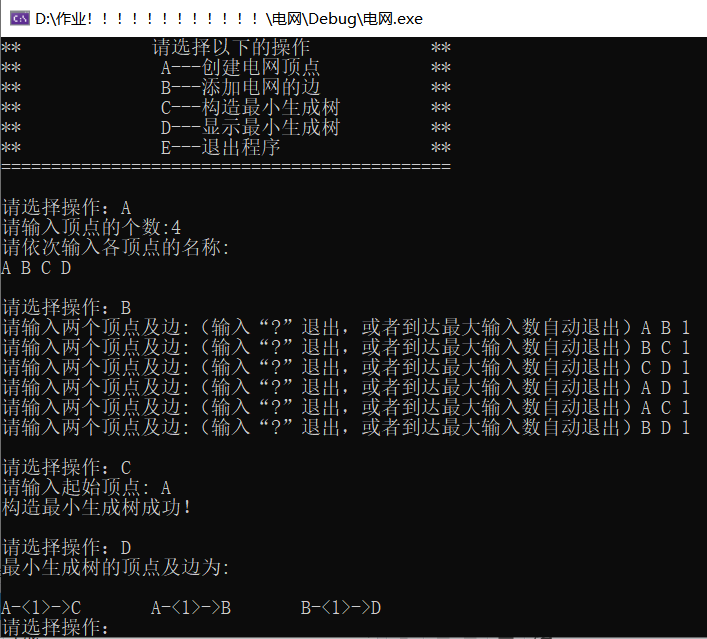 D:\作业！！！！！！！！！！！！\电网\Debug\电网.exe
** 请选择以下的操作 **
** A---创建电网顶点 **
** B---添加电网的边 **
** C---构造最小生成树 **
** D---显示最小生成树 **
** E---退出程序 **
=============================================
请选择操作：A
请输入顶点的个数:4
请依次输入各顶点的名称:
A B C D
请选择操作：B
请输入两个顶点及边:（输入“?”退出，或者到达最大输入数自动退出）A B 1
请输入两个顶点及边:（输入“?”退出，或者到达最大输入数自动退出）B C 1
请输入两个顶点及边:（输入“?”退出，或者到达最大输入数自动退出）C D 1
请输入两个顶点及边:（输入“?”退出，或者到达最大输入数自动退出）A D 1
请输入两个顶点及边:（输入“?”退出，或者到达最大输入数自动退出）A C 1
请输入两个顶点及边:（输入“?”退出，或者到达最大输入数自动退出）B D 1
请选择操作：C
请输入起始顶点: A
构造最小生成树成功！
请选择操作：D
最小生成树的顶点及边为:
A-<1>->C A-<1>->B B-<1>->D
请选择操作：